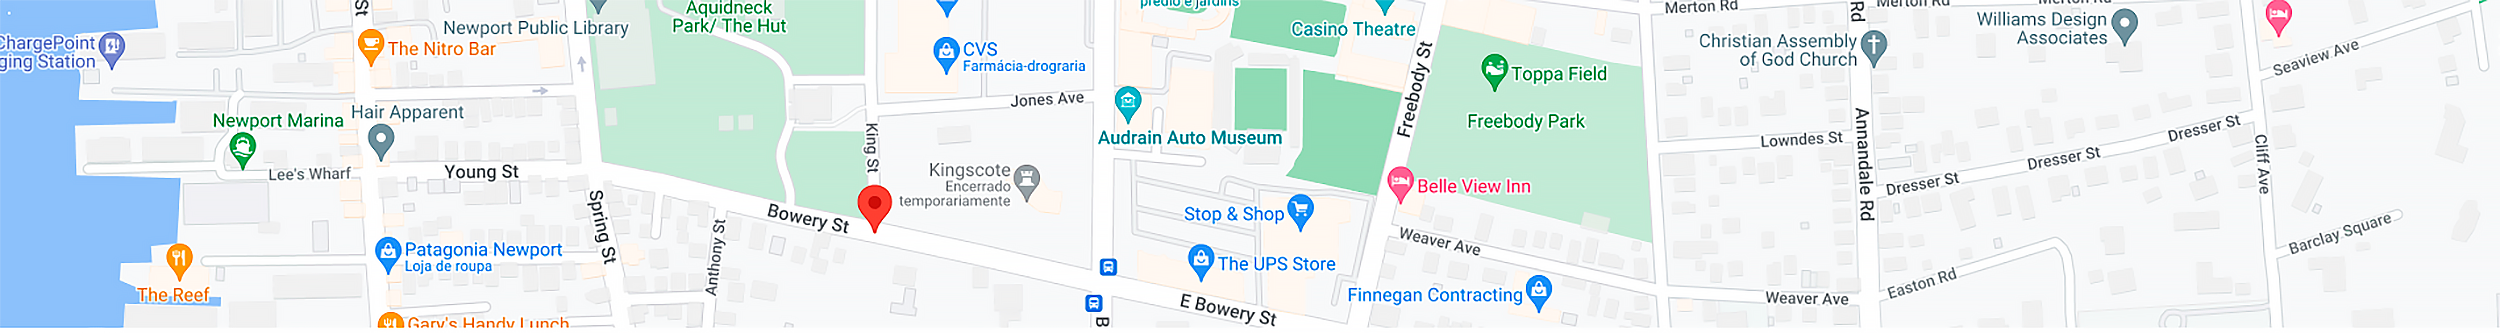 St
Newport Public Library
Aquidneck
Park/ The Hut
prédio e jardins
Casino Theatre
Merton Rd
Rd
Merton Rd
Williams Design
Associates
ChargePoint
ging Station
The Nitro Bar
CVS
Farmácia-drograria
Freebody St
Toppa Field
Christian Assembly
of God Church
Seaview Ave
Newport Marina
Hair Apparent
Jones Ave
Audrain Auto Museum
Freebody Park
Annandale Rd
Lowndes St
Dresser St
Dresser St
Dresser St
Cliff Ave
Lee's Wharf
Young St
King St
Kingscote
Encerrado
temporariamente
Belle View Inn
Spring St
Anthony St
Bowery St
Stop & Shop
Weaver Ave
Barclay Square
Patagonia Newport
Loja de roupa
The UPS Store
The Reef
Finnegan Contracting
Weaver Ave
Easton Rd
Gary's Handy Lunch
B
E Bowery St